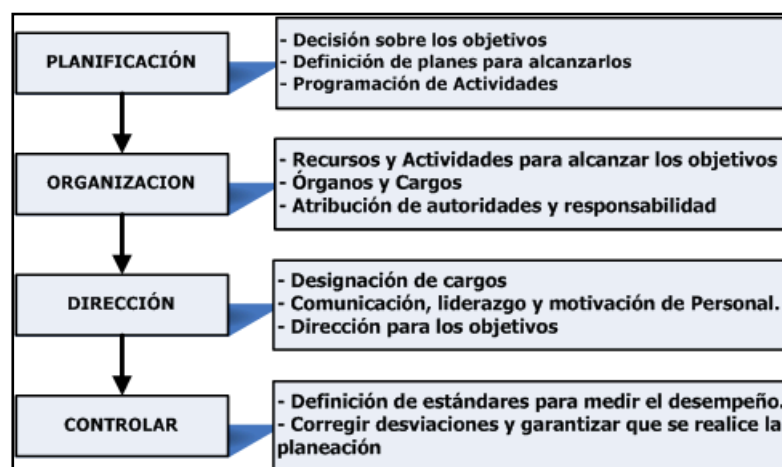 PLANIFICACIÓN
- Decisión sobre los objetivos
- Definición de planes para alcanzarlos
- Programación de Actividades
ORGANIZACION
- Recursos y Actividades para alcanzar los objetivos
- Órganos y Cargos
- Atribución de autoridades y responsabilidad
DIRECCIÓN
- Designación de cargos
- Comunicación, liderazgo y motivación de Personal.
- Dirección para los objetivos
CONTROLAR
- Definición de estándares para medir el desempeño.
- Corregir desviaciones y garantizar que se realice la
planeación